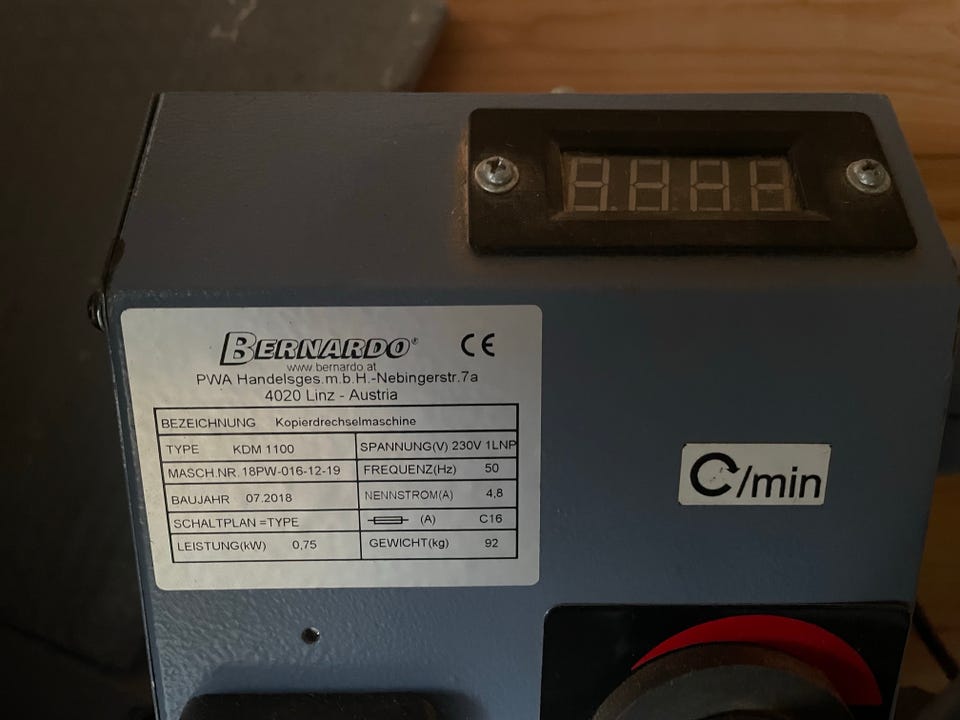 BERNARDO® CE
www.bernardo.at
PWA Handelsges.m.b.H.-Nebingerstr.7a
4020 Linz - Austria
BEZEICHNUNG Kopierdrechselmaschine
TYPE KDM 1100 SPANNUNG(V) 230V 1LNP
MASCH.NR. 18PW-016-12-19 FREQUENZ(Hz) 50
BAUJAHR 07.2018 NENNSTROM(A) 4,8
SCHALTPLAN =TYPE (A) C16
LEISTUNG(kW) 0,75 GEWICHT(kg) 92
/min